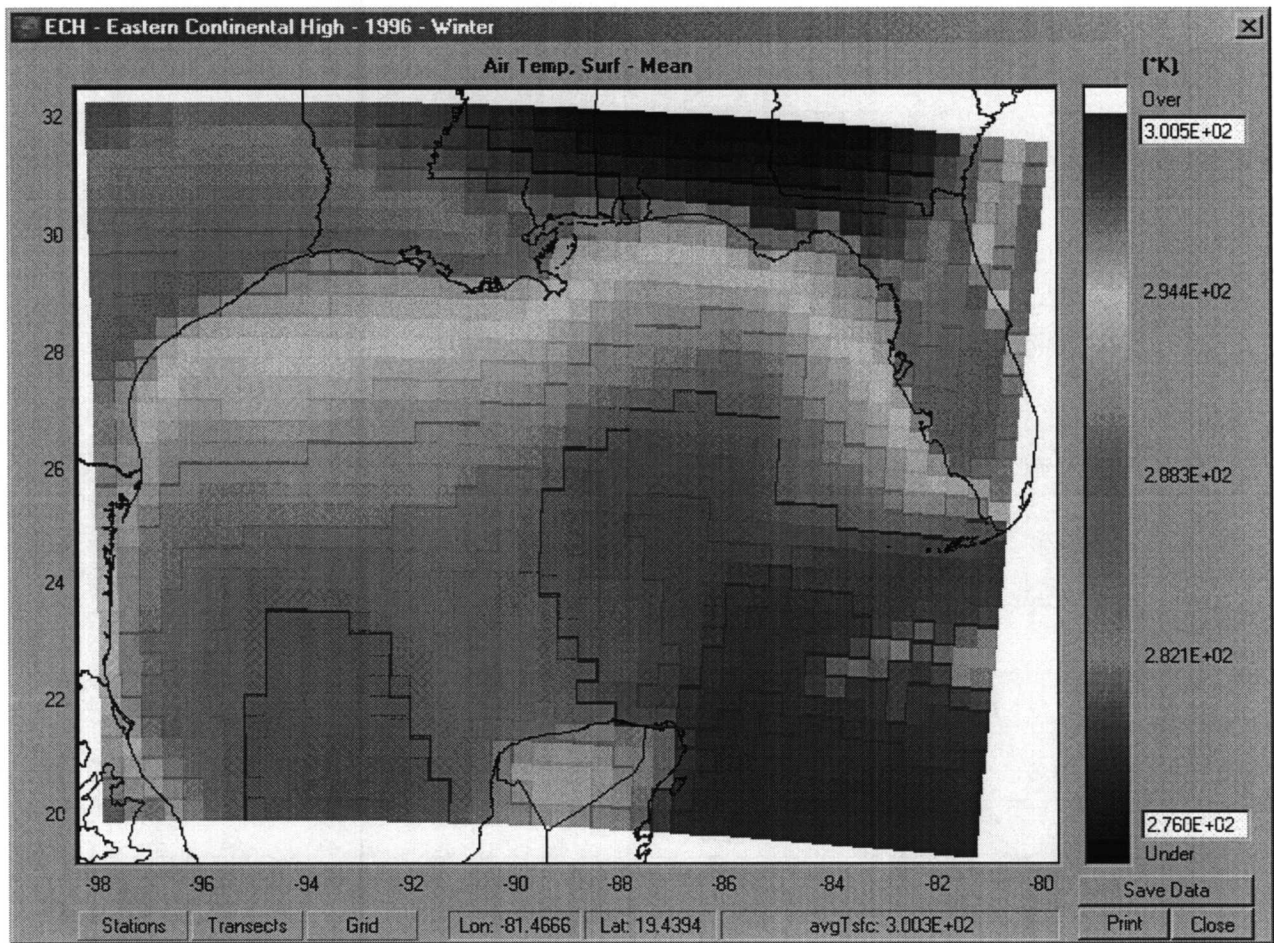 ECH - Eastern Continental High - 1996 - Winter
Air Temp, Surf - Mean
(°K)
Over
3.005E+02
2.944E+02
2.883E+02
2.821E+02
2.760E+02
Under
32
30
28
26
24
22
20
-98 -96 -94 -92 -90 -88 -86 -84 -82 -80
Save Data
Stations Transects Grid Lon: -81.4666 Lat: 19.4394 avgTsfc: 3.003E+02 Print Close